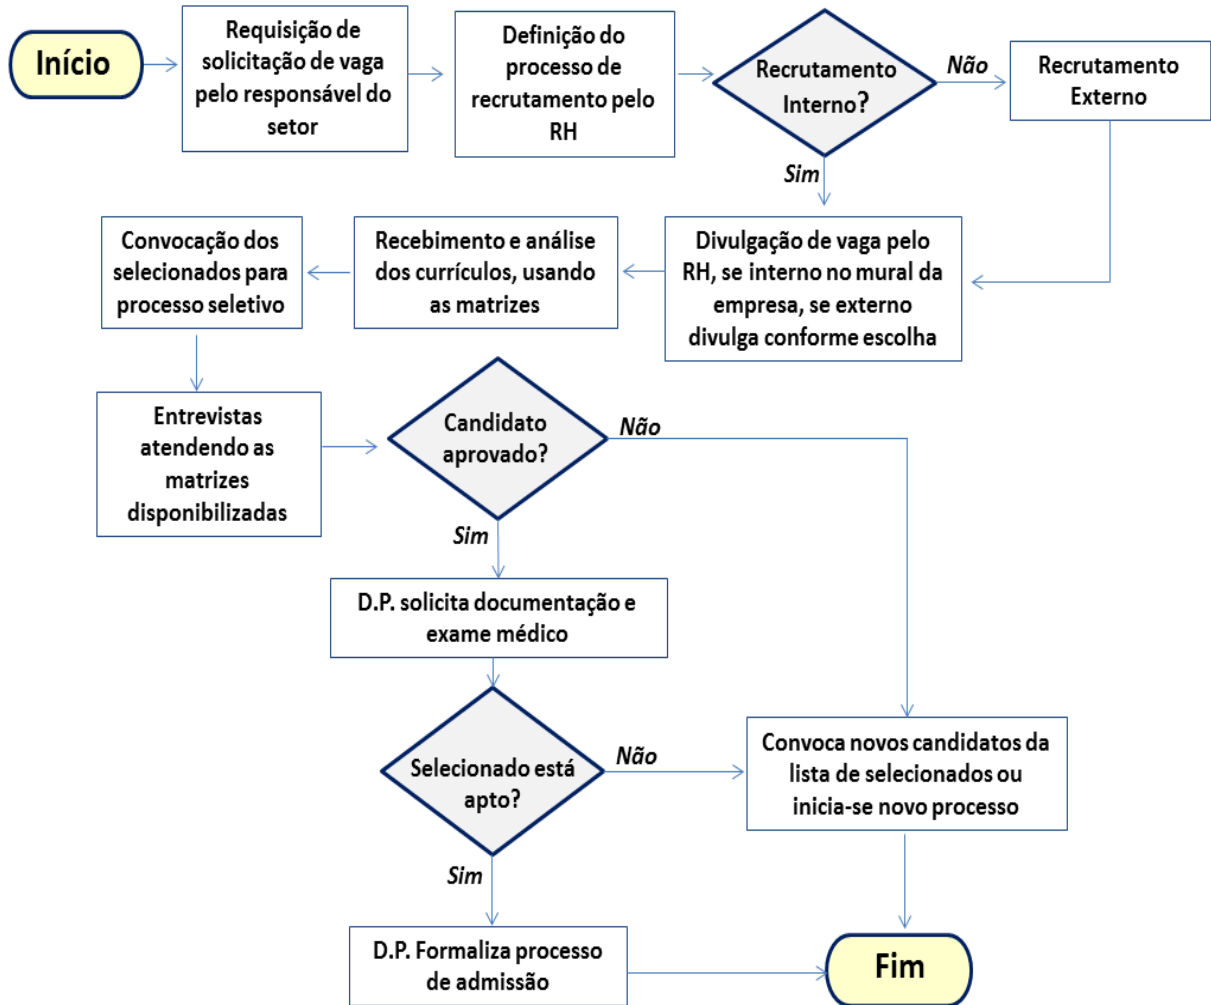 Início
Requisição de
solicitação de vaga
pelo responsável do
setor
Definição do
processo de
recrutamento pelo
RH
Recrutamento
Interno?
Não
Recrutamento
Externo
Sim
Convocação dos
selecionados para
processo seletivo
Recebimento e análise
dos currículos, usando
as matrizes
Divulgação de vaga pelo
RH, se interno no mural da
empresa, se externo
divulga conforme escolha
Entrevistas
atendendo as
matrizes
disponibilizadas
Candidato
aprovado?
Não
Sim
D.P. solicita documentação e
exame médico
Selecionado está
apto?
Não
Convoca novos candidatos da
lista de selecionados ou
inicia-se novo processo
Sim
D.P. Formaliza processo
de admissão
Fim